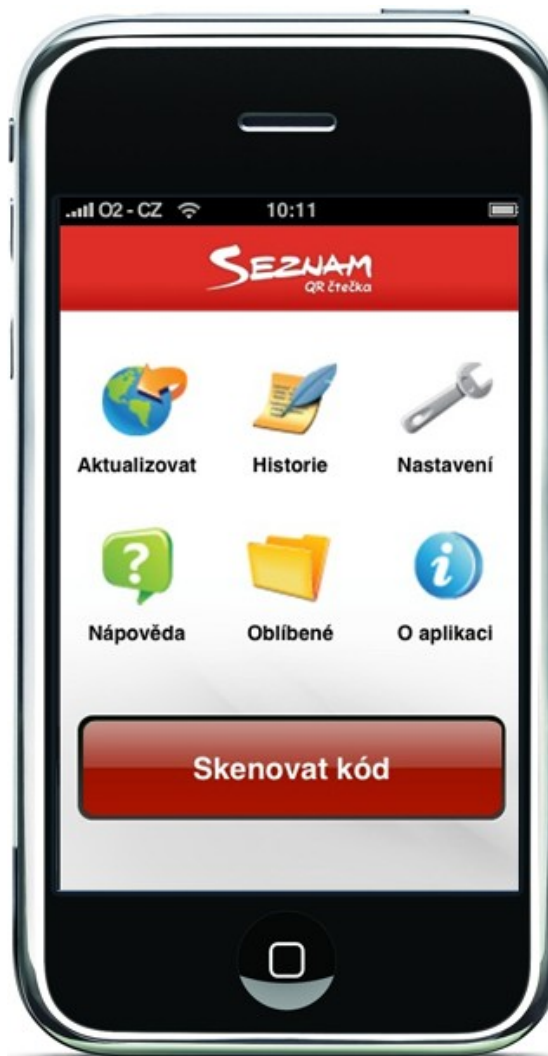 O2 - CZ 10:11
SEZNAM
QR čtečka
Aktualizovat Historie Nastavení
Nápověda Oblíbené O aplikaci
Skenovat kód